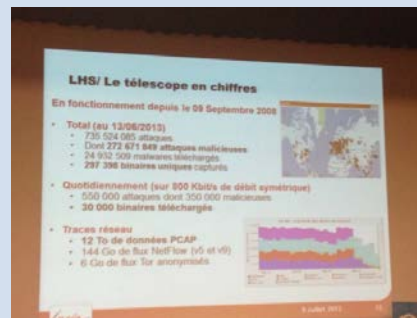 LHS/ Le télescope en chiffres
En fonctionnement depuis le 09 Septembre 2008
• Total (au 13/06/2013)
• 735 524 085 attaques
• Dont 272 671 849 attaques malicieuses
• 24 932 509 malwares téléchargés
• 297 398 binaires uniques capturés
• Quotidiennement (sur 800 Kbit/s de débit symétrique)
• 550 000 attaques dont 350 000 malicieuses
• 30 000 binaires téléchargés
• Traces réseau
• 12 To de données PCAP
• 144 Go de flux NetFlow (v5 et v9)
• 6 Go de flux Tor anonymisés
Juillet 2013